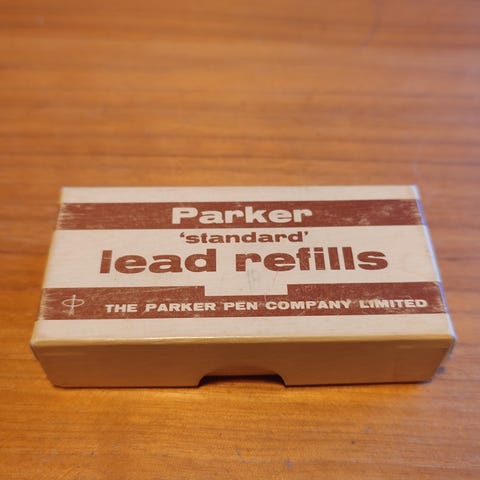 Parker
‘standard’
lead refills
THE PARKER PEN COMPANY LIMITED